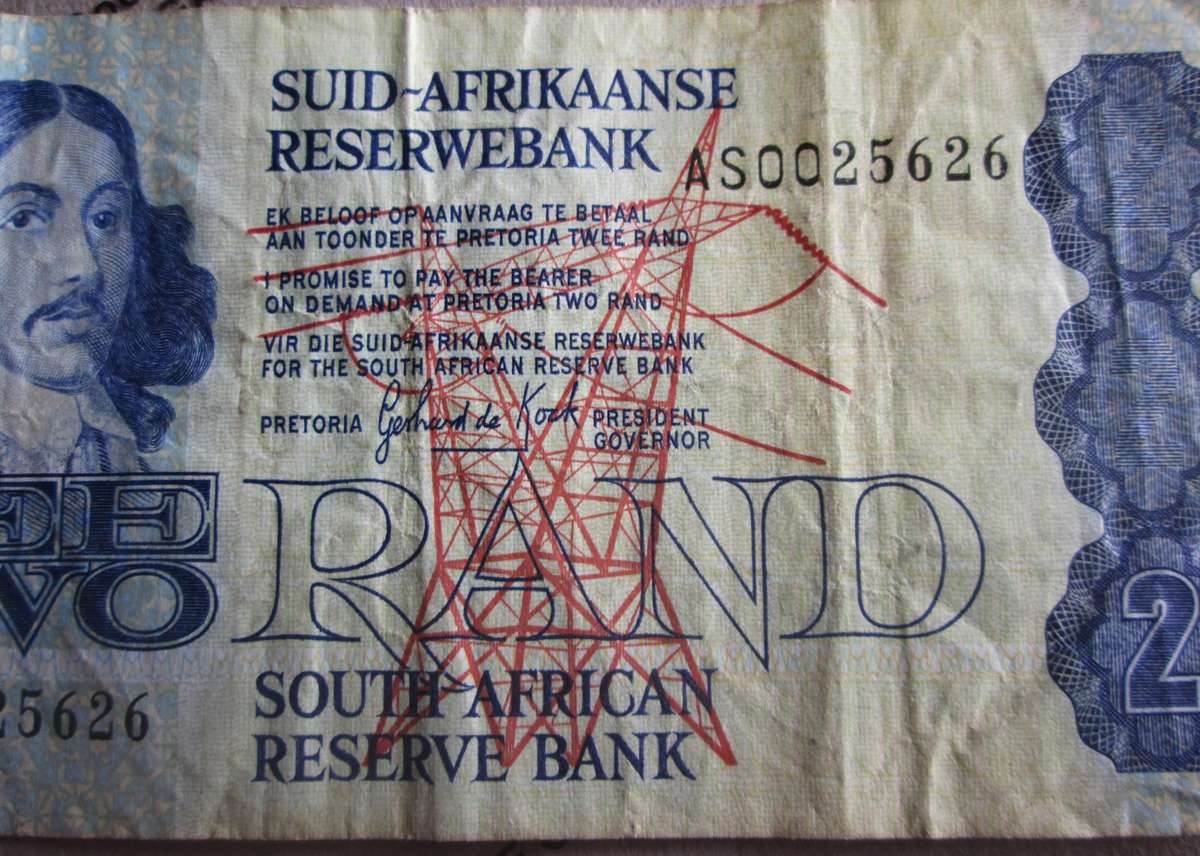 SUID-AFRIKAANSE
RESERWEBANK
AS0025626
EK BELOOF OP AANVRAAG TE BETAAL
AAN TOONDER TE PRETORIA TWEE RAND
I PROMISE TO PAY THE BEARER
ON DEMAND AT PRETORIA TWO RAND
VIR DIE SUID-AFRIKAANSE RESERWEBANK
FOR THE SOUTH AFRICAN RESERVE BANK
PRETORIA Gerhard de Kock PRESIDENT
GOVERNOR
EE
WO
RAND
2
SOUTH-AFRICAN
RESERVE BANK
25626